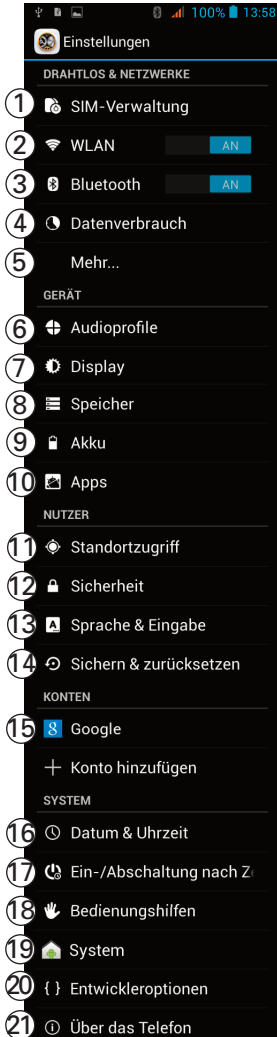 100% 13:58
Einstellungen
DRAHTLOS & NETZWERKE
1 SIM-Verwaltung
2 WLAN AN
3 Bluetooth AN
4 Datenverbrauch
5 Mehr...
GERÄT
6 Audioprofile
7 Display
8 Speicher
9 Akku
10 Apps
NUTZER
11 Standortzugriff
12 Sicherheit
13 A Sprache & Eingabe
14 Sichern & zurücksetzen
KONTEN
15 8 Google
+ Konto hinzufügen
SYSTEM
16 Datum & Uhrzeit
17 Ein-/Abschaltung nach Ze
18 Bedienungshilfen
19 System
20 { } Entwickleroptionen
21 Über das Telefon